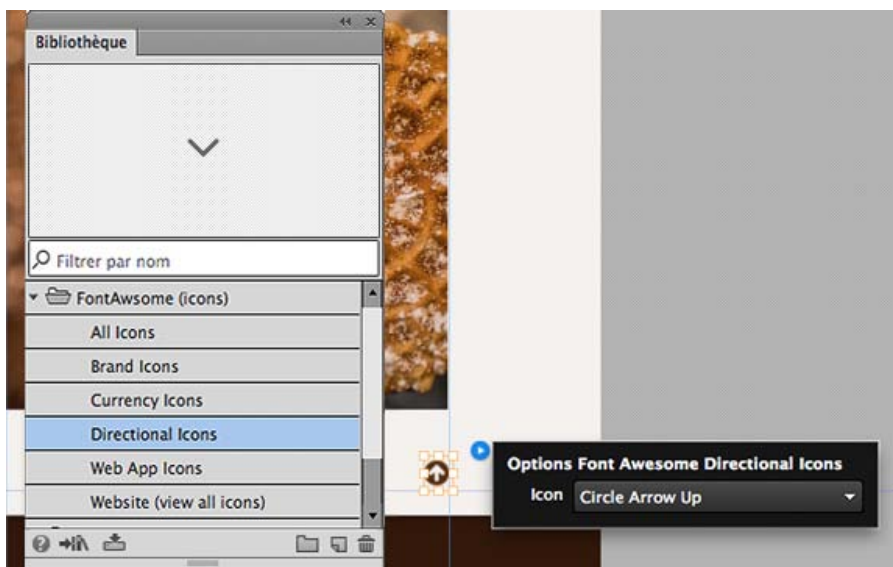 Bibliothèque
Filtrer par nom
FontAwsome (icons)
All Icons
Brand Icons
Currency Icons
Directional Icons
Web App Icons
Website (view all icons)
Options Font Awesome Directional Icons
Icon Circle Arrow Up